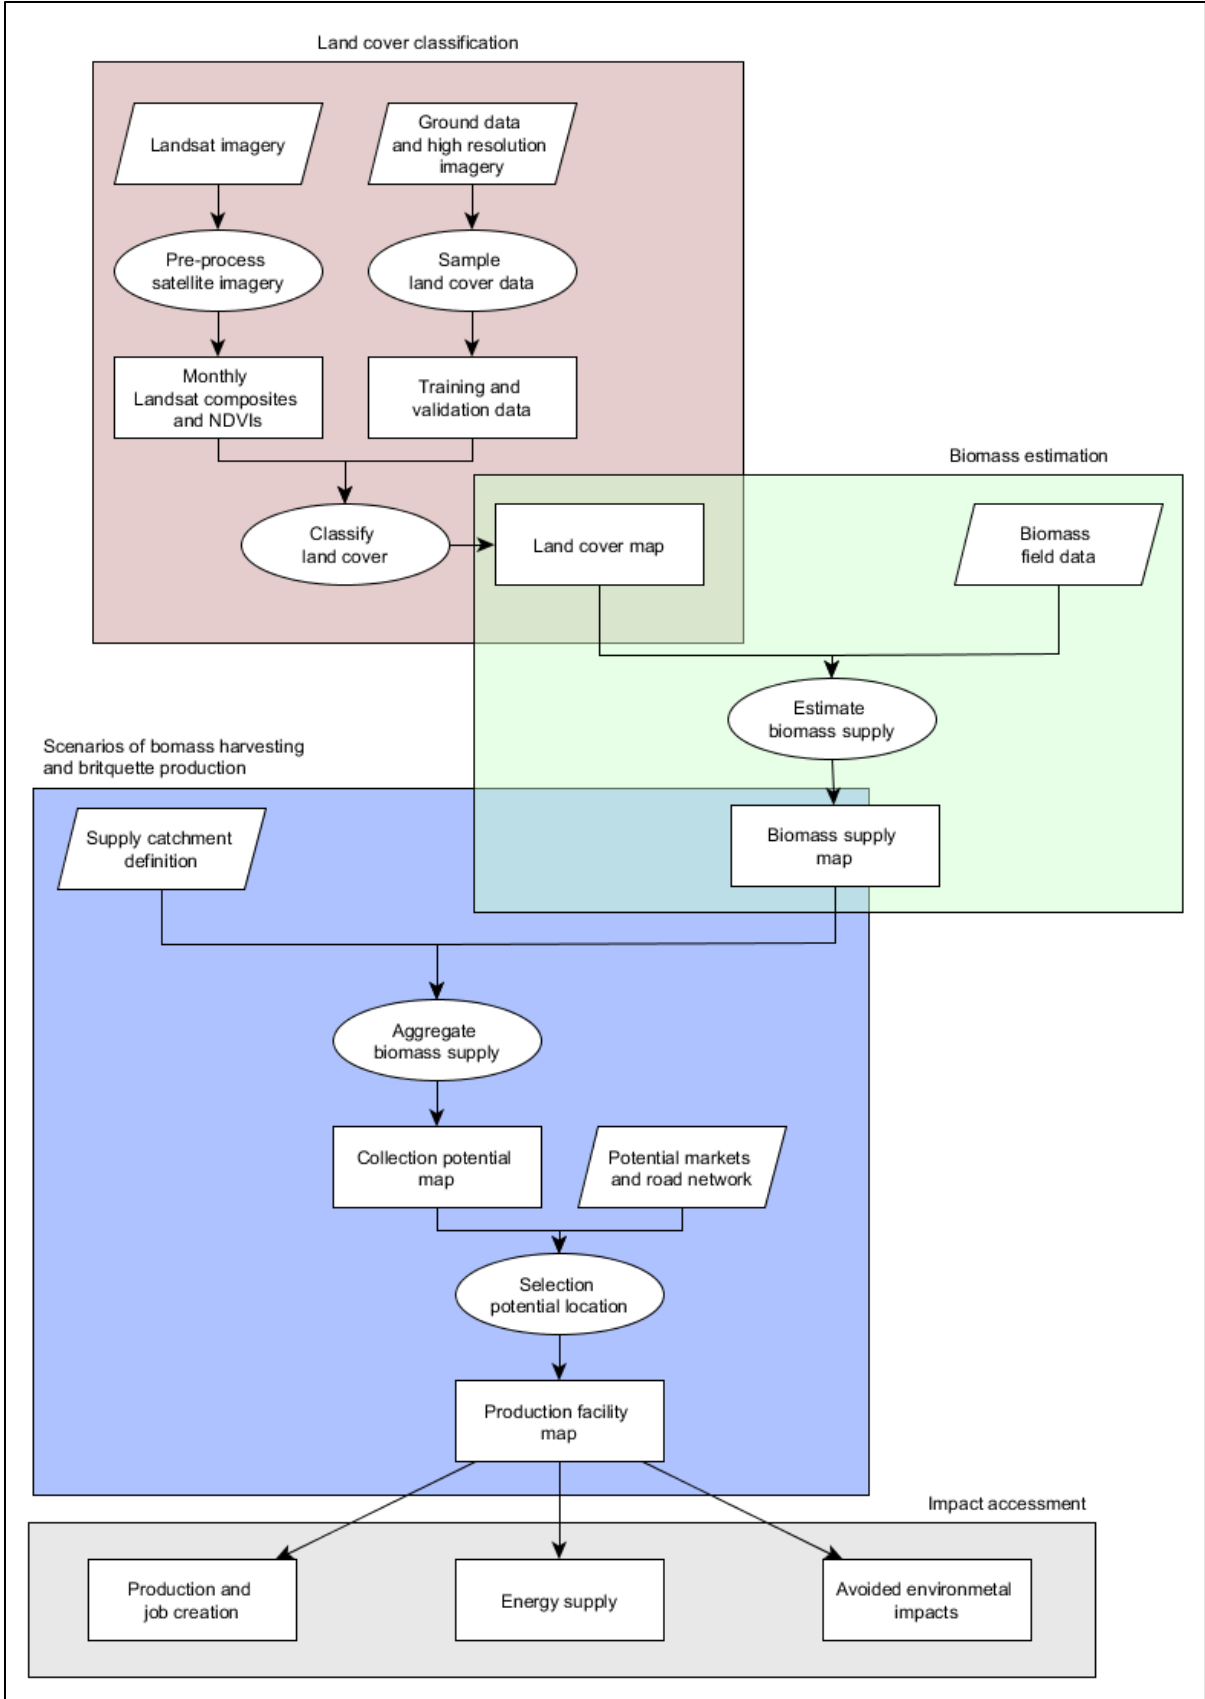 Land cover classification
Landsat imagery
Ground data
and high resolution
imagery
Pre-process
satellite imagery
Sample
land cover data
Monthly
Landsat composites
and NDVIs
Training and
validation data
Biomass estimation
Classify
land cover
Land cover map
Biomass
field data
Estimate
biomass supply
Scenarios of bomass harvesting
and britquette production
Supply catchment
definition
Biomass supply
map
Aggregate
biomass supply
Collection potential
map
Potential markets
and road network
Selection
potential location
Production facility
map
Impact accessment
Production and
job creation
Energy supply
Avoided environmetal
impacts